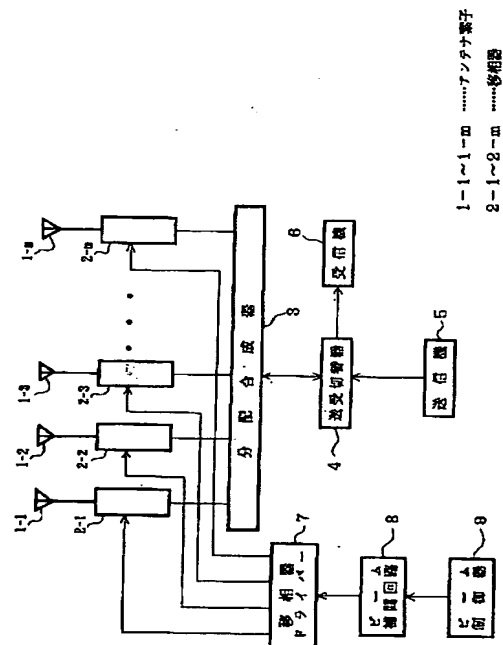 1-1
1-2
1-3
1-m
2-1
2-2
2-3
2-m
分配合成器
3
送受切替器
4
受信機
6
送信機
5
移相器
ドライバー
7
ビーム
補間回路
8
ビーム
制御器
9
1-1~1-m ……アンテナ素子
2-1~2-m ……移相器